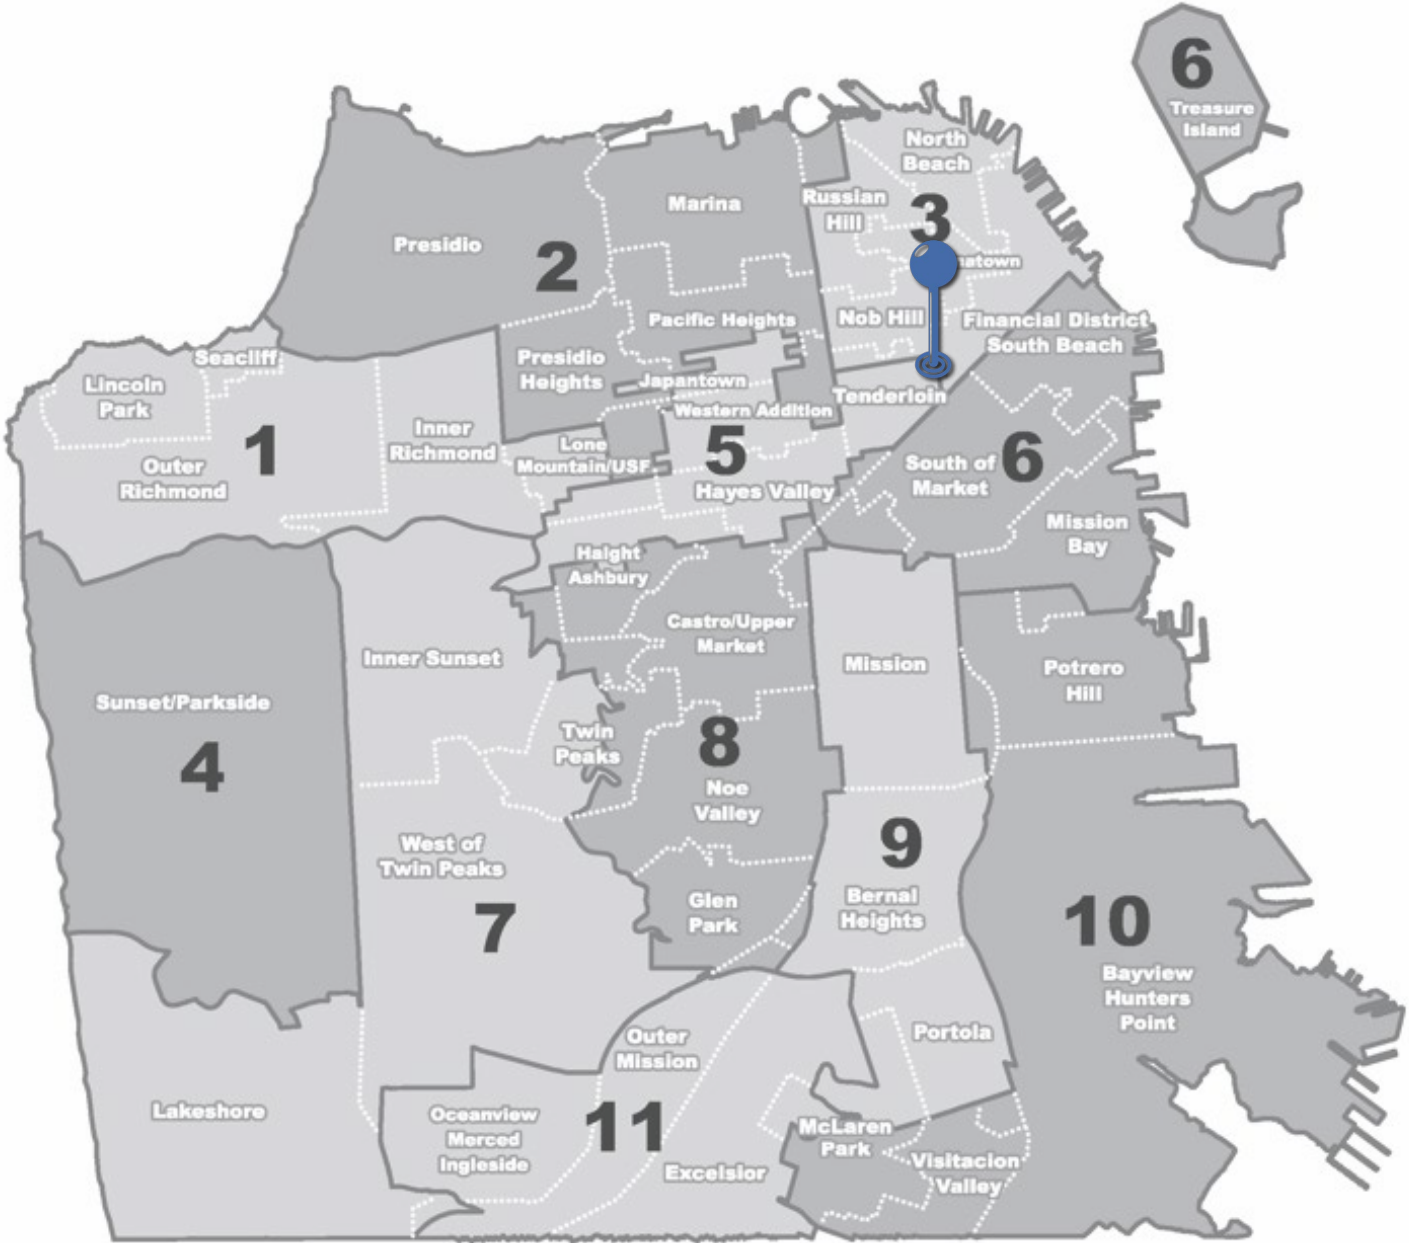 6
Treasure
Island
North
Beach
Marina
Russian
Hill
3
Presidio
2
natown
Pacific Heights
Nob Hill
Financial District
South Beach
Seacliff
Presidio
Heights
Lincoln
Park
Japantown
Tenderloin
Western Addition
1
Inner
Richmond
Lone
Mountain/USF
5
South of
Market
6
Outer
Richmond
Hayes Valley
Mission
Bay
Haight
Ashbury
Castro/Upper
Market
Inner Sunset
Mission
Potrero
Hill
Sunset/Parkside
4
Twin
Peaks
8
Noe
Valley
West of
Twin Peaks
9
7
Glen
Park
Bernal
Heights
10
Bayview
Hunters
Point
Outer
Mission
Portola
Lakeshore
Oceanview
Merced
Ingleside
11
McLaren
Park
Excelsior
Visitacion
Valley